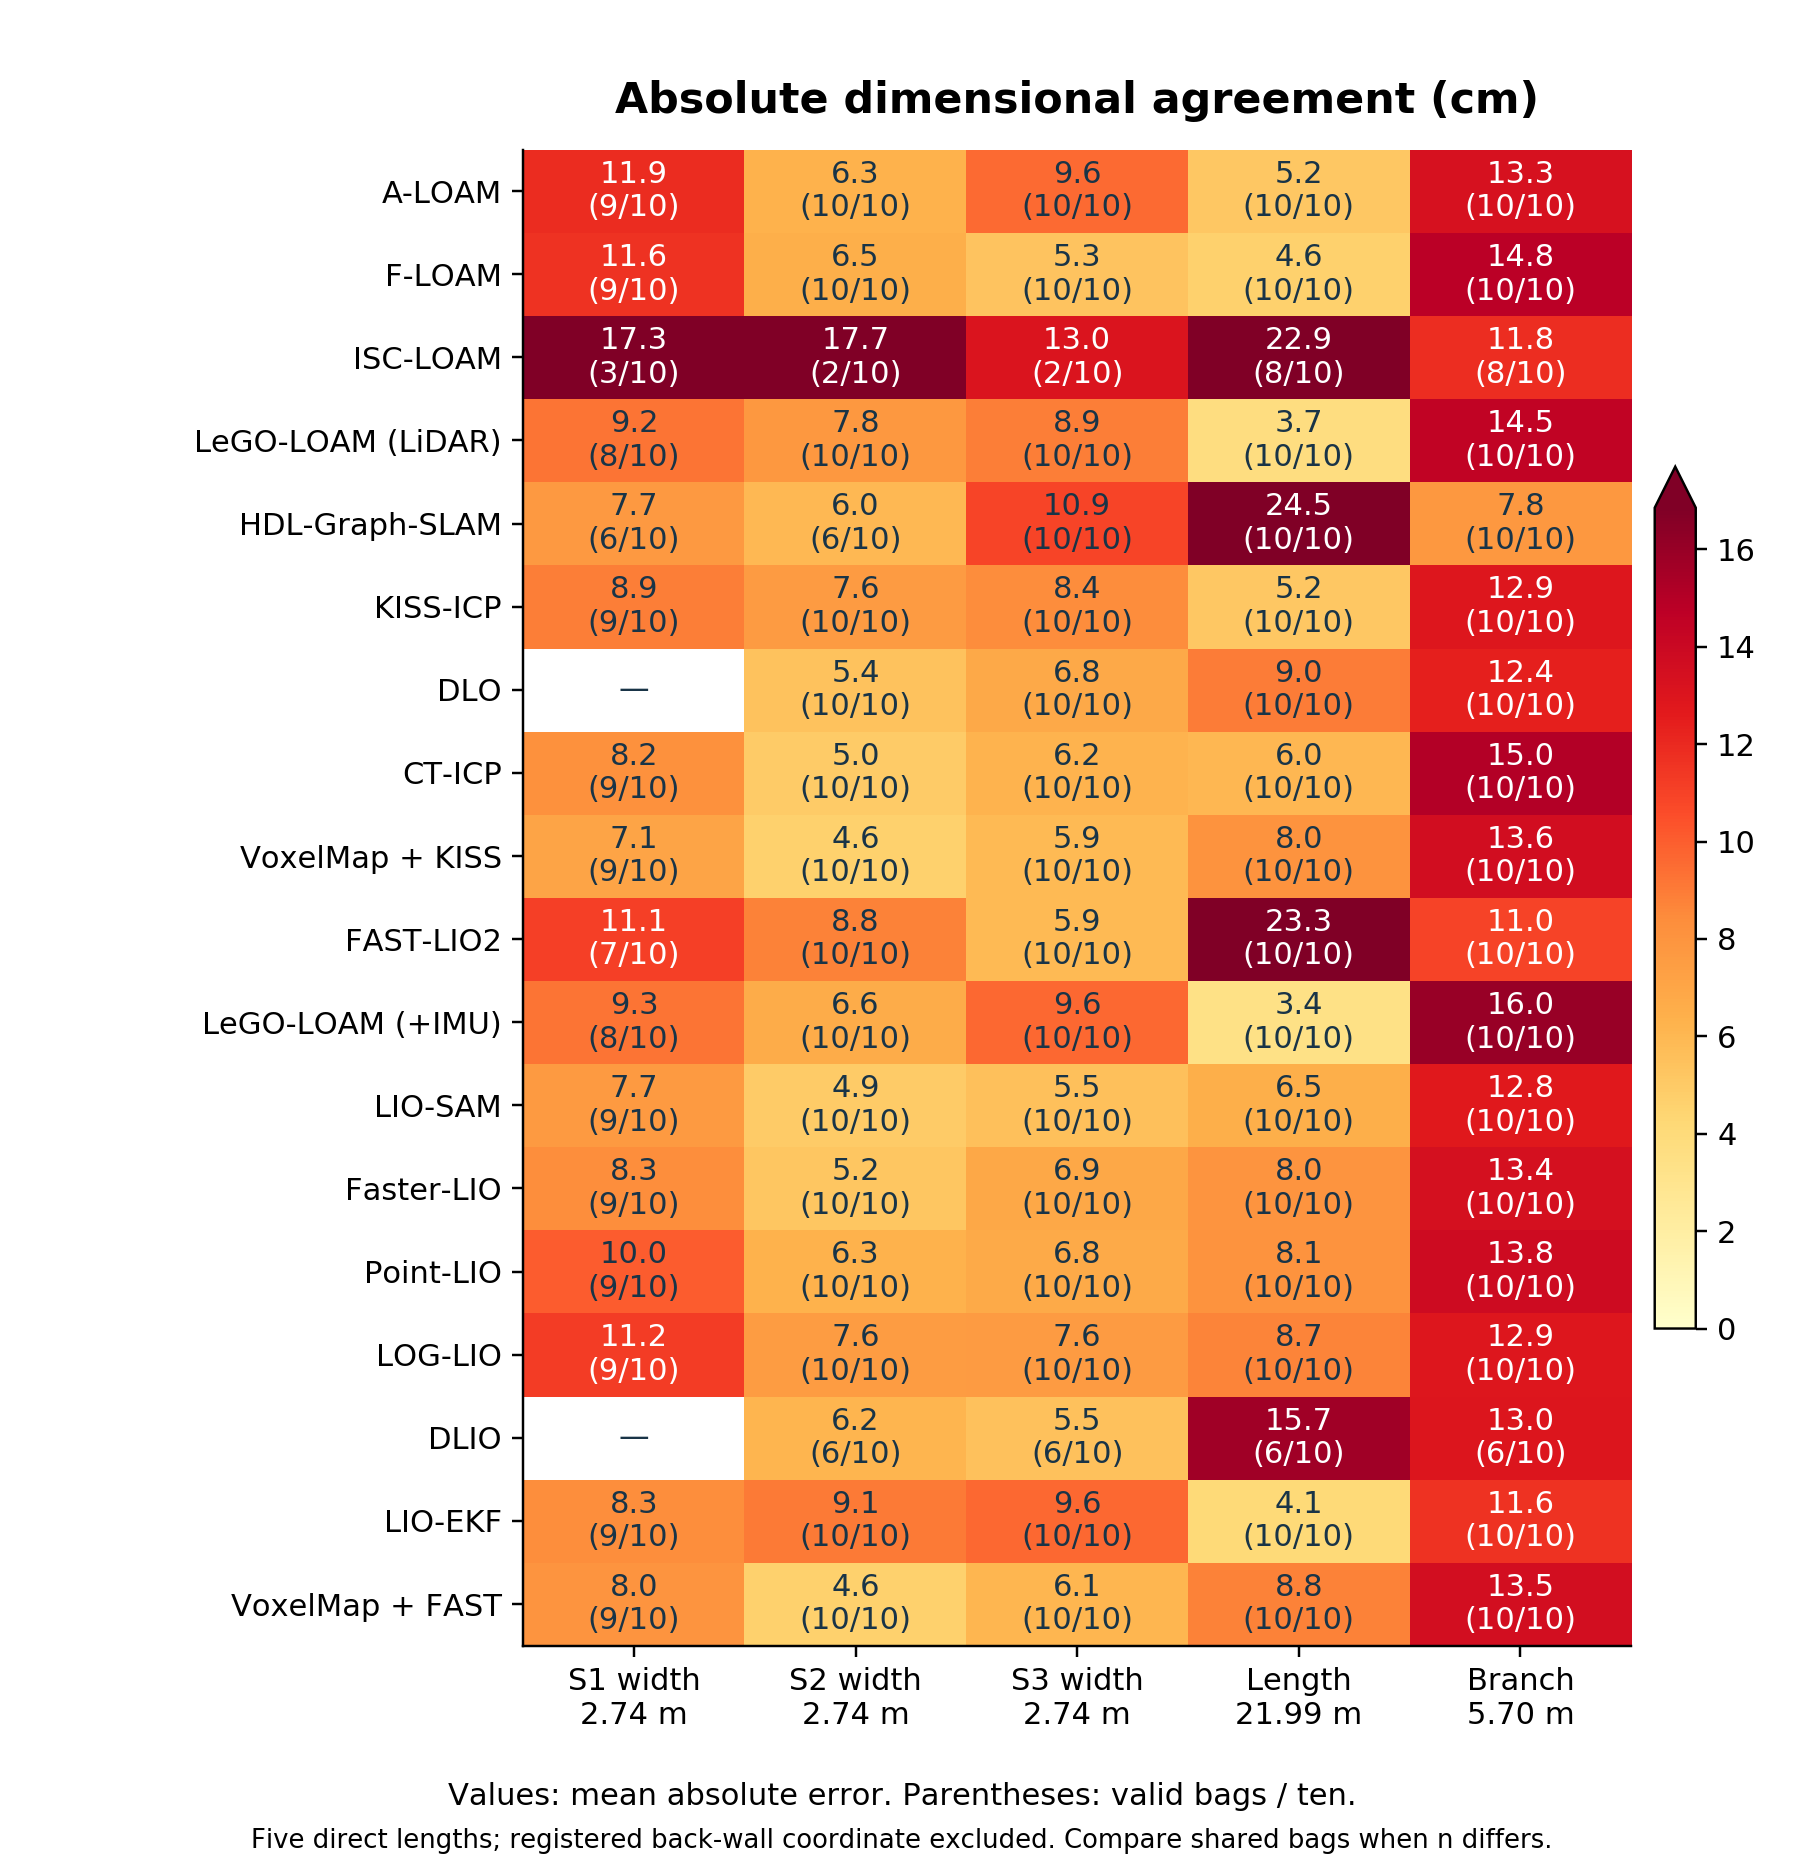 Absolute dimensional agreement (cm)
A-LOAM 11.9 (9/10) 6.3 (10/10) 9.6 (10/10) 5.2 (10/10) 13.3 (10/10)
F-LOAM 11.6 (9/10) 6.5 (10/10) 5.3 (10/10) 4.6 (10/10) 14.8 (10/10)
ISC-LOAM 17.3 (3/10) 17.7 (2/10) 13.0 (2/10) 22.9 (8/10) 11.8 (8/10)
LeGO-LOAM (LiDAR) 9.2 (8/10) 7.8 (10/10) 8.9 (10/10) 3.7 (10/10) 14.5 (10/10)
HDL-Graph-SLAM 7.7 (6/10) 6.0 (6/10) 10.9 (10/10) 24.5 (10/10) 7.8 (10/10)
KISS-ICP 8.9 (9/10) 7.6 (10/10) 8.4 (10/10) 5.2 (10/10) 12.9 (10/10)
DLO — 5.4 (10/10) 6.8 (10/10) 9.0 (10/10) 12.4 (10/10)
CT-ICP 8.2 (9/10) 5.0 (10/10) 6.2 (10/10) 6.0 (10/10) 15.0 (10/10)
VoxelMap + KISS 7.1 (9/10) 4.6 (10/10) 5.9 (10/10) 8.0 (10/10) 13.6 (10/10)
FAST-LIO2 11.1 (7/10) 8.8 (10/10) 5.9 (10/10) 23.3 (10/10) 11.0 (10/10)
LeGO-LOAM (+IMU) 9.3 (8/10) 6.6 (10/10) 9.6 (10/10) 3.4 (10/10) 16.0 (10/10)
LIO-SAM 7.7 (9/10) 4.9 (10/10) 5.5 (10/10) 6.5 (10/10) 12.8 (10/10)
Faster-LIO 8.3 (9/10) 5.2 (10/10) 6.9 (10/10) 8.0 (10/10) 13.4 (10/10)
Point-LIO 10.0 (9/10) 6.3 (10/10) 6.8 (10/10) 8.1 (10/10) 13.8 (10/10)
LOG-LIO 11.2 (9/10) 7.6 (10/10) 7.6 (10/10) 8.7 (10/10) 12.9 (10/10)
DLIO — 6.2 (6/10) 5.5 (6/10) 15.7 (6/10) 13.0 (6/10)
LIO-EKF 8.3 (9/10) 9.1 (10/10) 9.6 (10/10) 4.1 (10/10) 11.6 (10/10)
VoxelMap + FAST 8.0 (9/10) 4.6 (10/10) 6.1 (10/10) 8.8 (10/10) 13.5 (10/10)
S1 width S2 width S3 width Length Branch
2.74 m 2.74 m 2.74 m 21.99 m 5.70 m
16
14
12
10
8
6
4
2
0
Values: mean absolute error. Parentheses: valid bags / ten.
Five direct lengths; registered back-wall coordinate excluded. Compare shared bags when n differs.